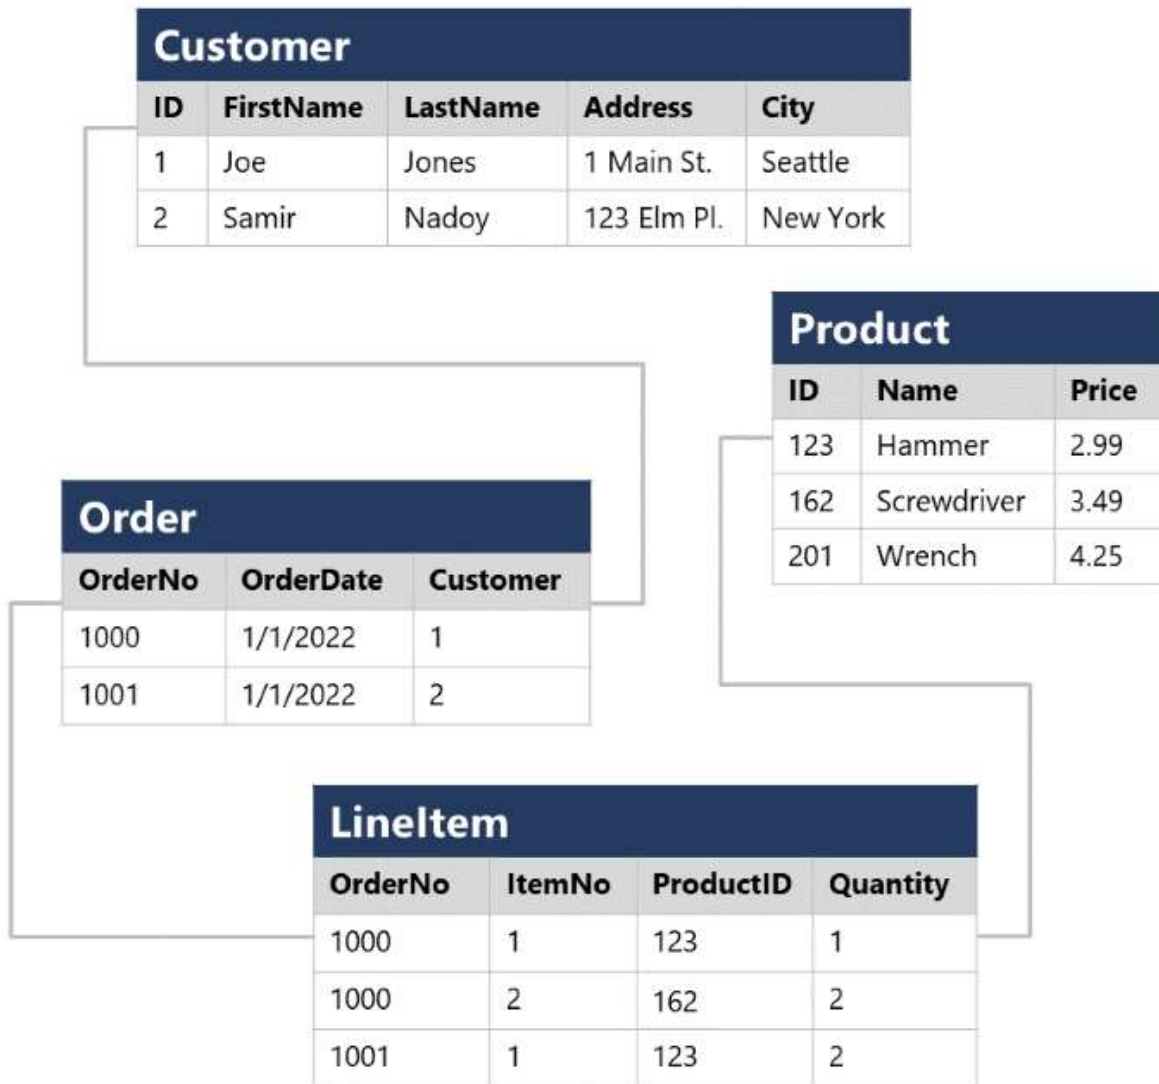 Customer
ID FirstName LastName Address City
1 Joe Jones 1 Main St. Seattle
2 Samir Nadoy 123 Elm Pl. New York
Product
ID Name Price
123 Hammer 2.99
162 Screwdriver 3.49
201 Wrench 4.25
Order
OrderNo OrderDate Customer
1000 1/1/2022 1
1001 1/1/2022 2
LineItem
OrderNo ItemNo ProductID Quantity
1000 1 123 1
1000 2 162 2
1001 1 123 2